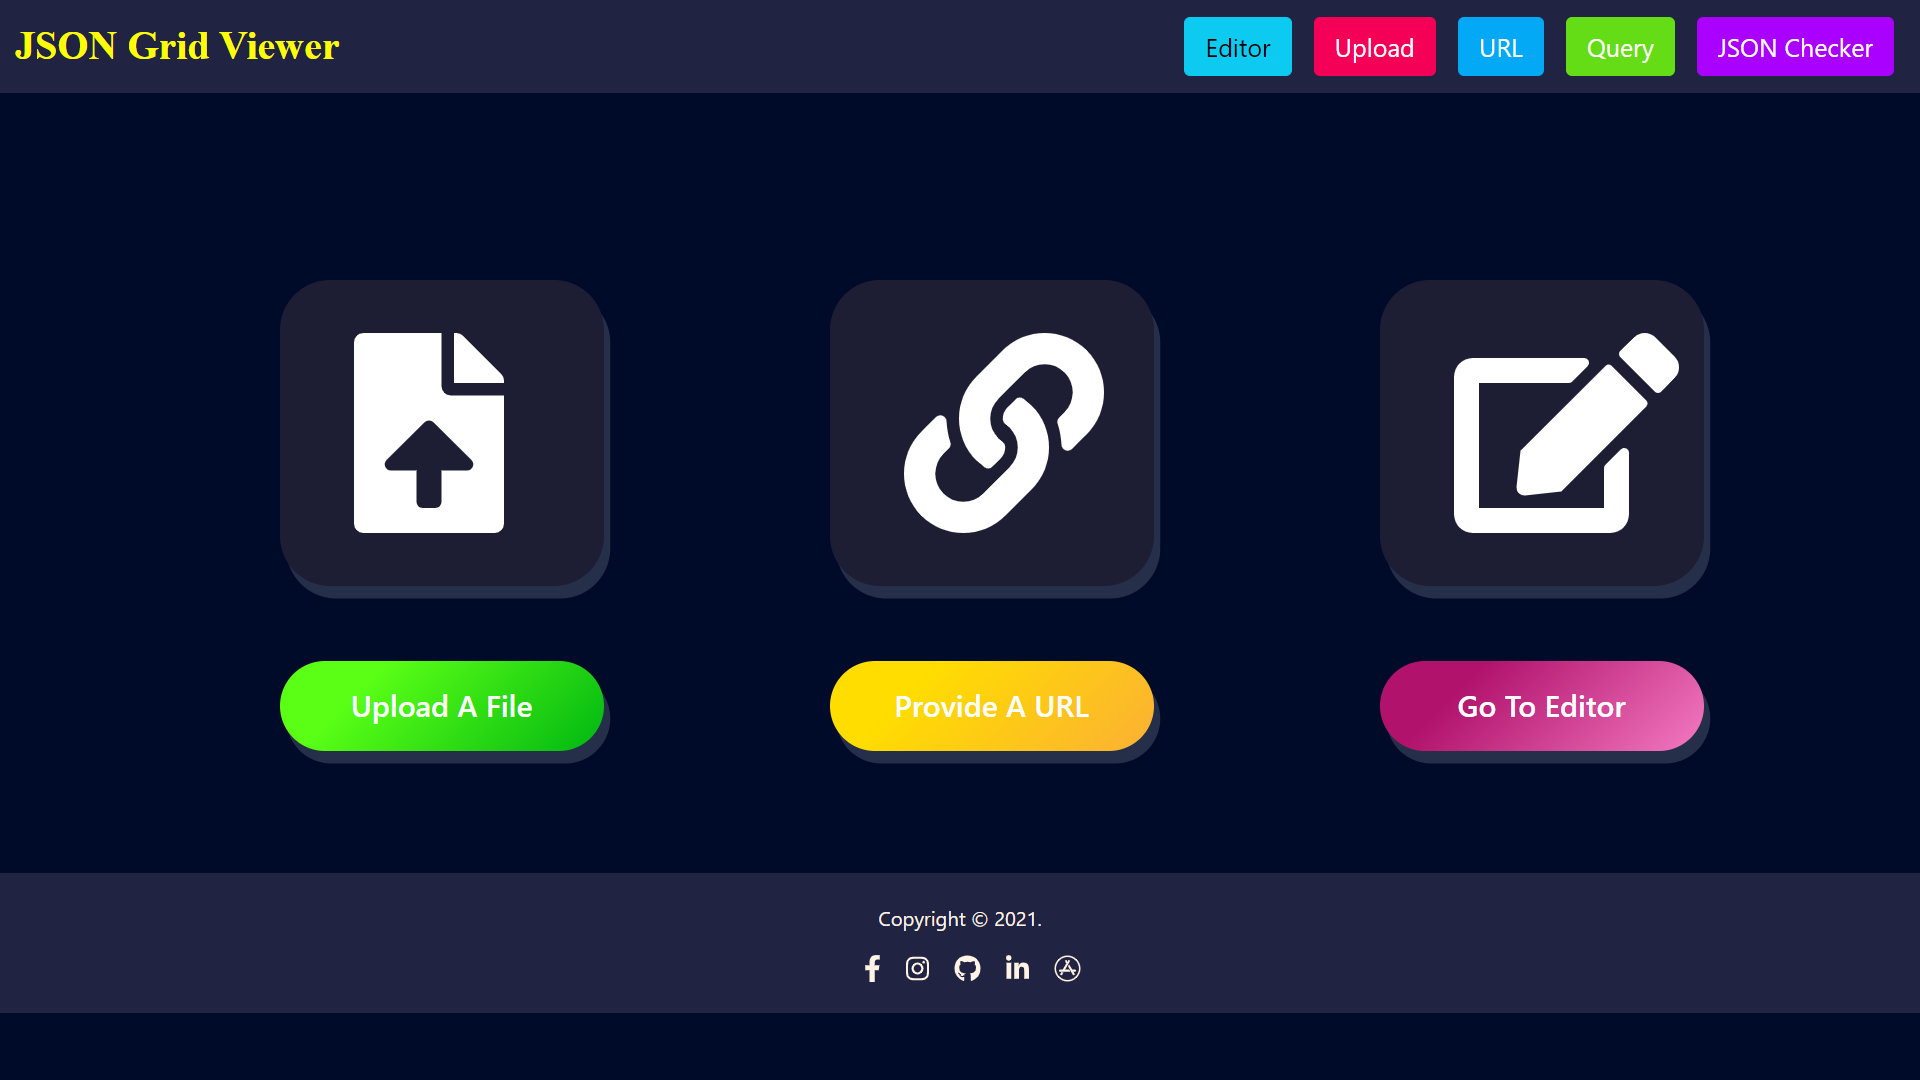 JSON Grid Viewer
Editor
Upload
URL
Query
JSON Checker
Upload A File
Provide A URL
Go To Editor
Copyright © 2021.